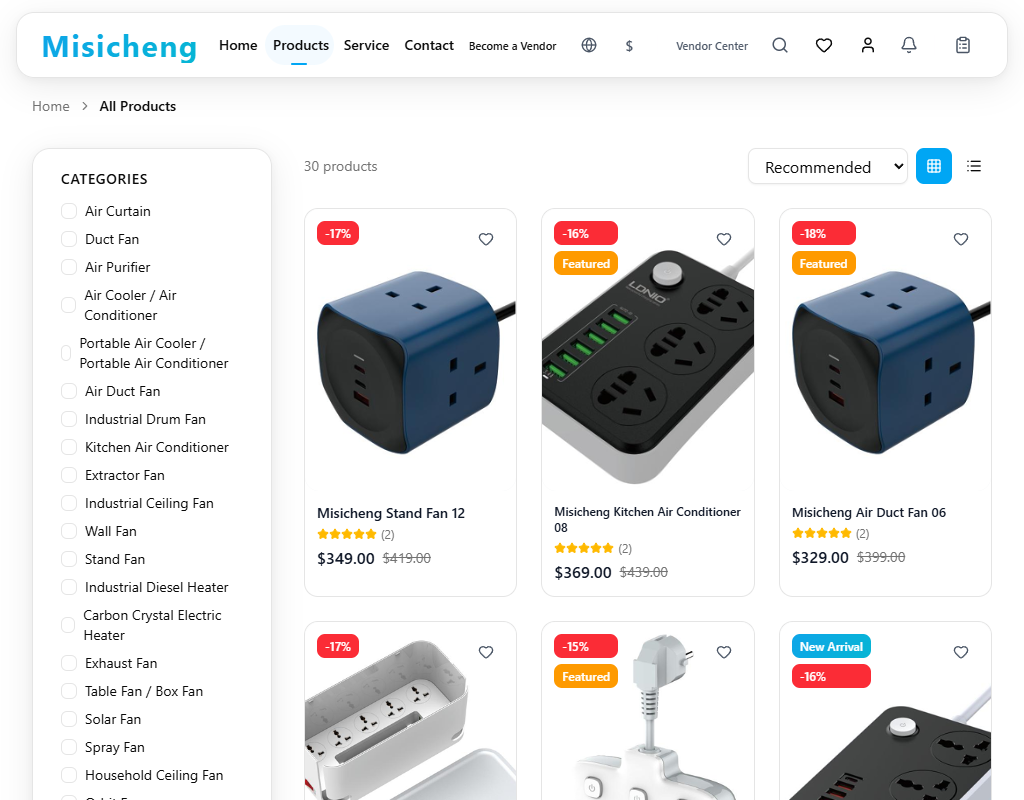 Misicheng
Home
Products
Service
Contact
Become a Vendor
$
Vendor Center
Home > All Products
CATEGORIES
Air Curtain
Duct Fan
Air Purifier
Air Cooler / Air
Conditioner
Portable Air Cooler /
Portable Air Conditioner
Air Duct Fan
Industrial Drum Fan
Kitchen Air Conditioner
Extractor Fan
Industrial Ceiling Fan
Wall Fan
Stand Fan
Industrial Diesel Heater
Carbon Crystal Electric
Heater
Exhaust Fan
Table Fan / Box Fan
Solar Fan
Spray Fan
Household Ceiling Fan
30 products
Recommended
-17%
Misicheng Stand Fan 12
(2)
$349.00 $419.00
-16%
Featured
LDNIO
Misicheng Kitchen Air Conditioner
08
(2)
$369.00 $439.00
-18%
Featured
Misicheng Air Duct Fan 06
(2)
$329.00 $399.00
-17%
-15%
Featured
New Arrival
-16%